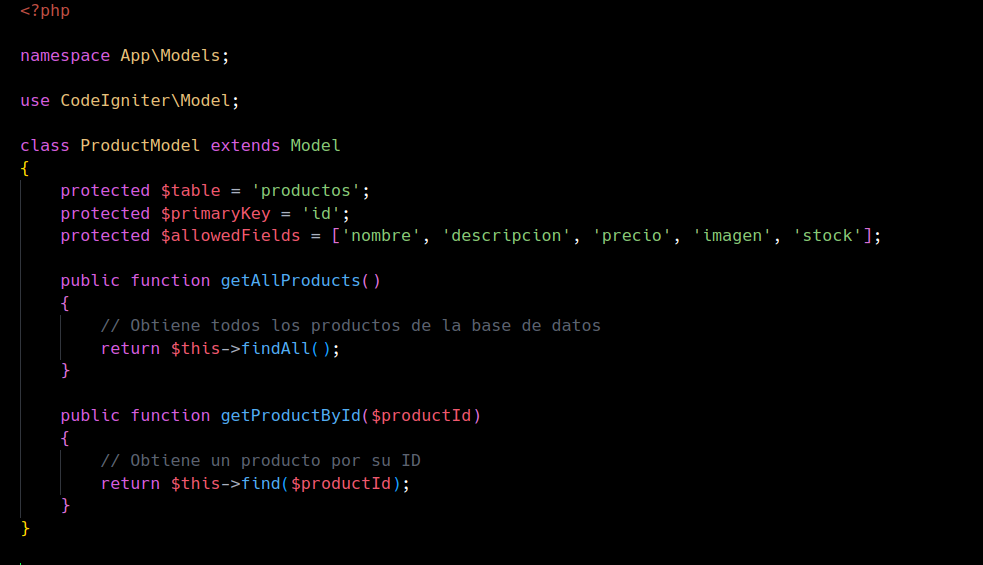 <?php
namespace App\Models;
use CodeIgniter\Model;
class ProductModel extends Model
{
protected $table = 'productos';
protected $primaryKey = 'id';
protected $allowedFields = ['nombre', 'descripcion', 'precio', 'imagen', 'stock'];
public function getAllProducts()
{
// Obtiene todos los productos de la base de datos
return $this->findAll();
}
public function getProductById($productId)
{
// Obtiene un producto por su ID
return $this->find($productId);
}
}